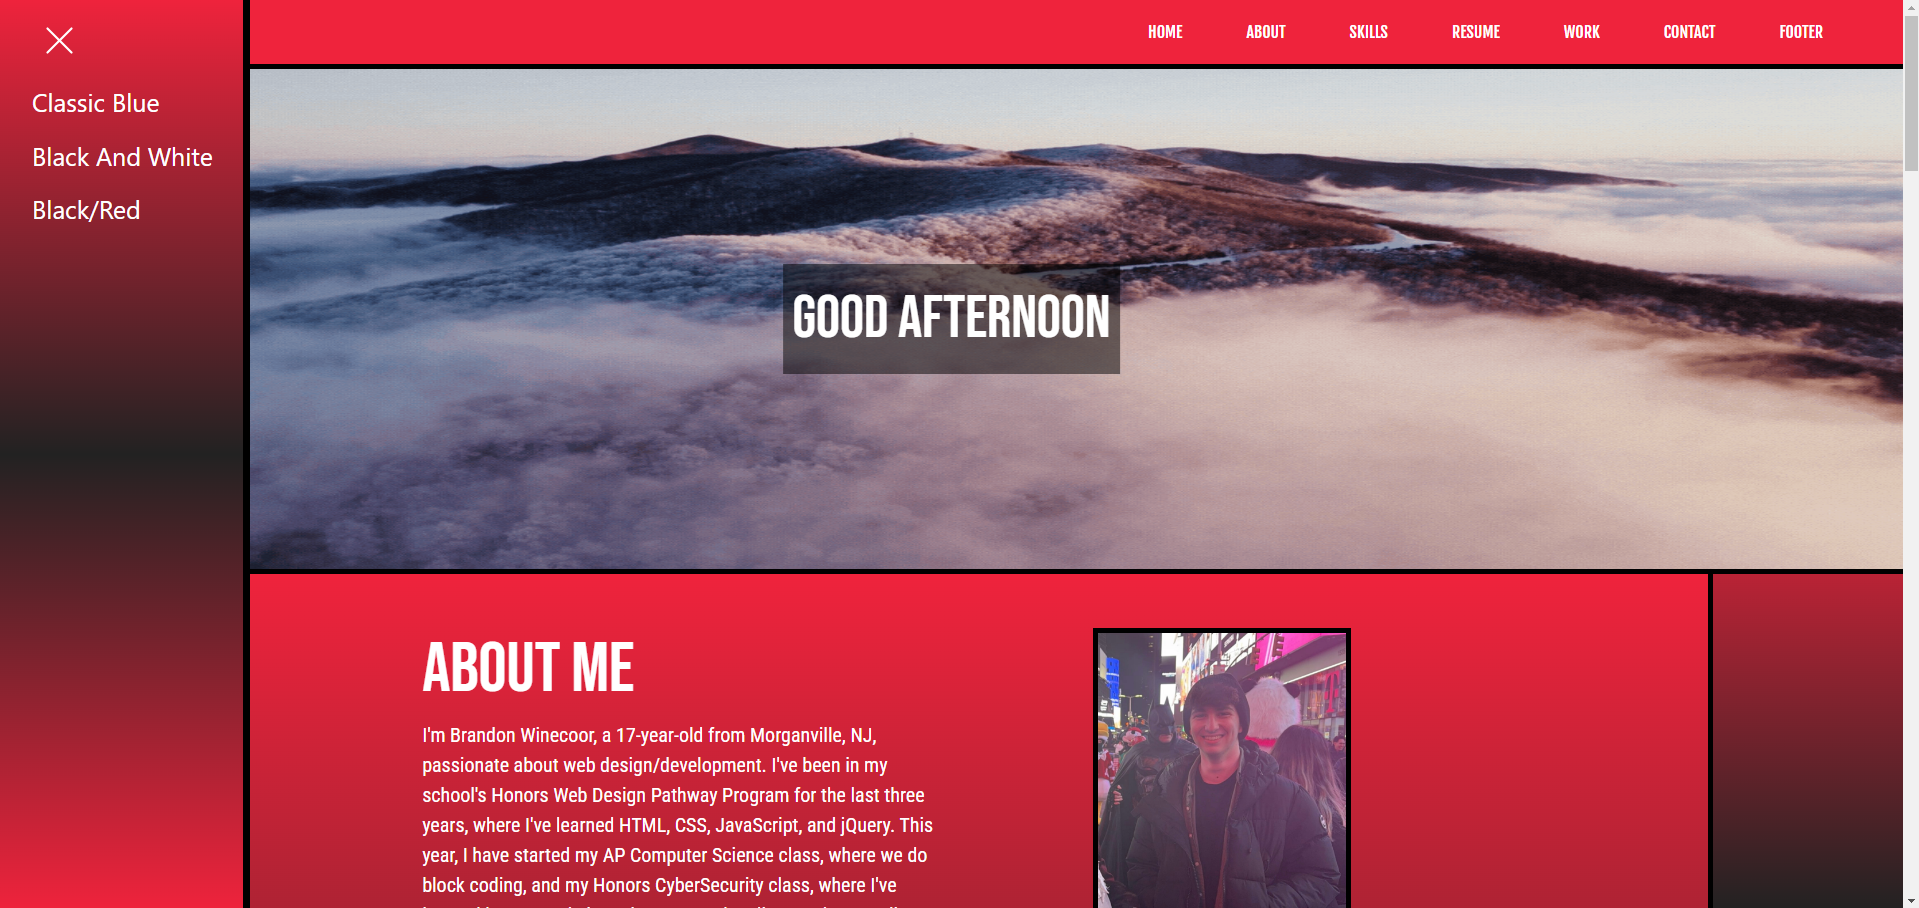 Classic Blue
Black And White
Black/Red
HOME ABOUT SKILLS RESUME WORK CONTACT FOOTER
GOOD AFTERNOON
ABOUT ME
I'm Brandon Winecoor, a 17-year-old from Morganville, NJ,
passionate about web design/development. I've been in my
school's Honors Web Design Pathway Program for the last three
years, where I've learned HTML, CSS, JavaScript, and jQuery. This
year, I have started my AP Computer Science class, where we do
block coding, and my Honors CyberSecurity class, where I've